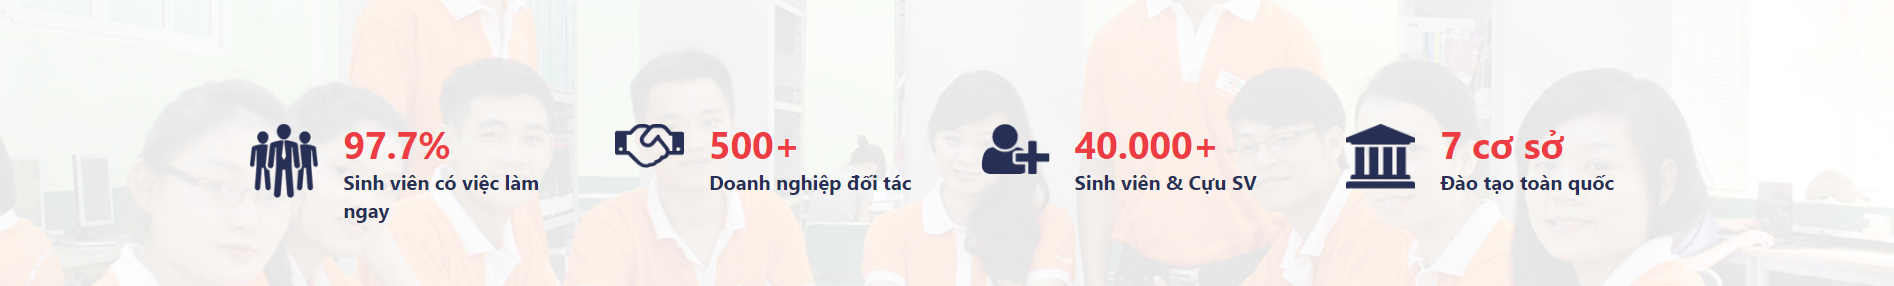 97.7%
Sinh viên có việc làm
ngay
500+
Doanh nghiệp đối tác
40.000+
Sinh viên & Cựu SV
7 cơ sở
Đào tạo toàn quốc